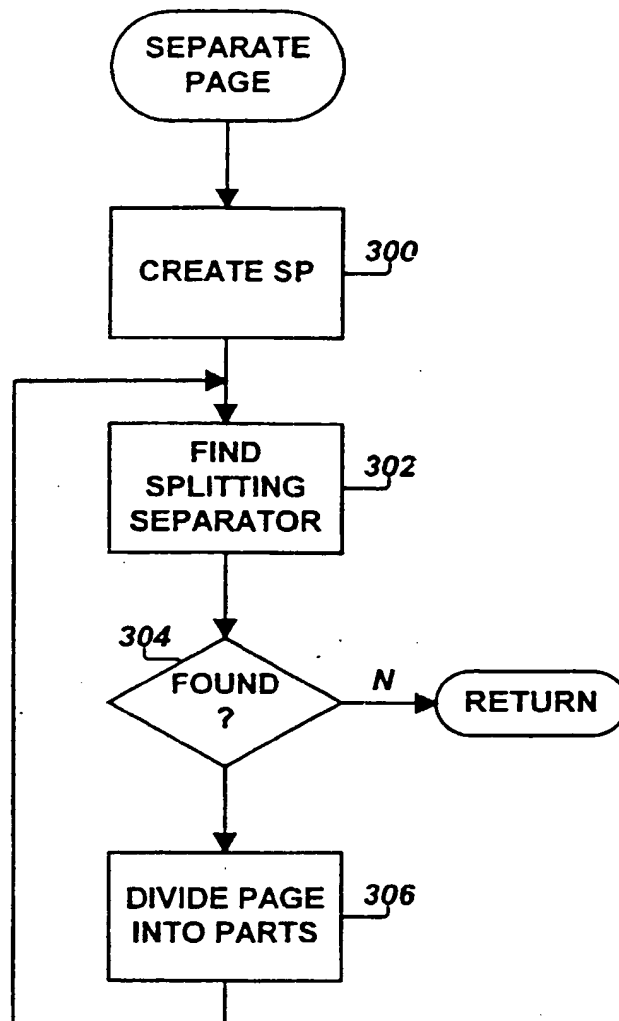 SEPARATE
PAGE
CREATE SP
300
FIND
SPLITTING
SEPARATOR
302
304
FOUND
?
N
RETURN
DIVIDE PAGE
INTO PARTS
306